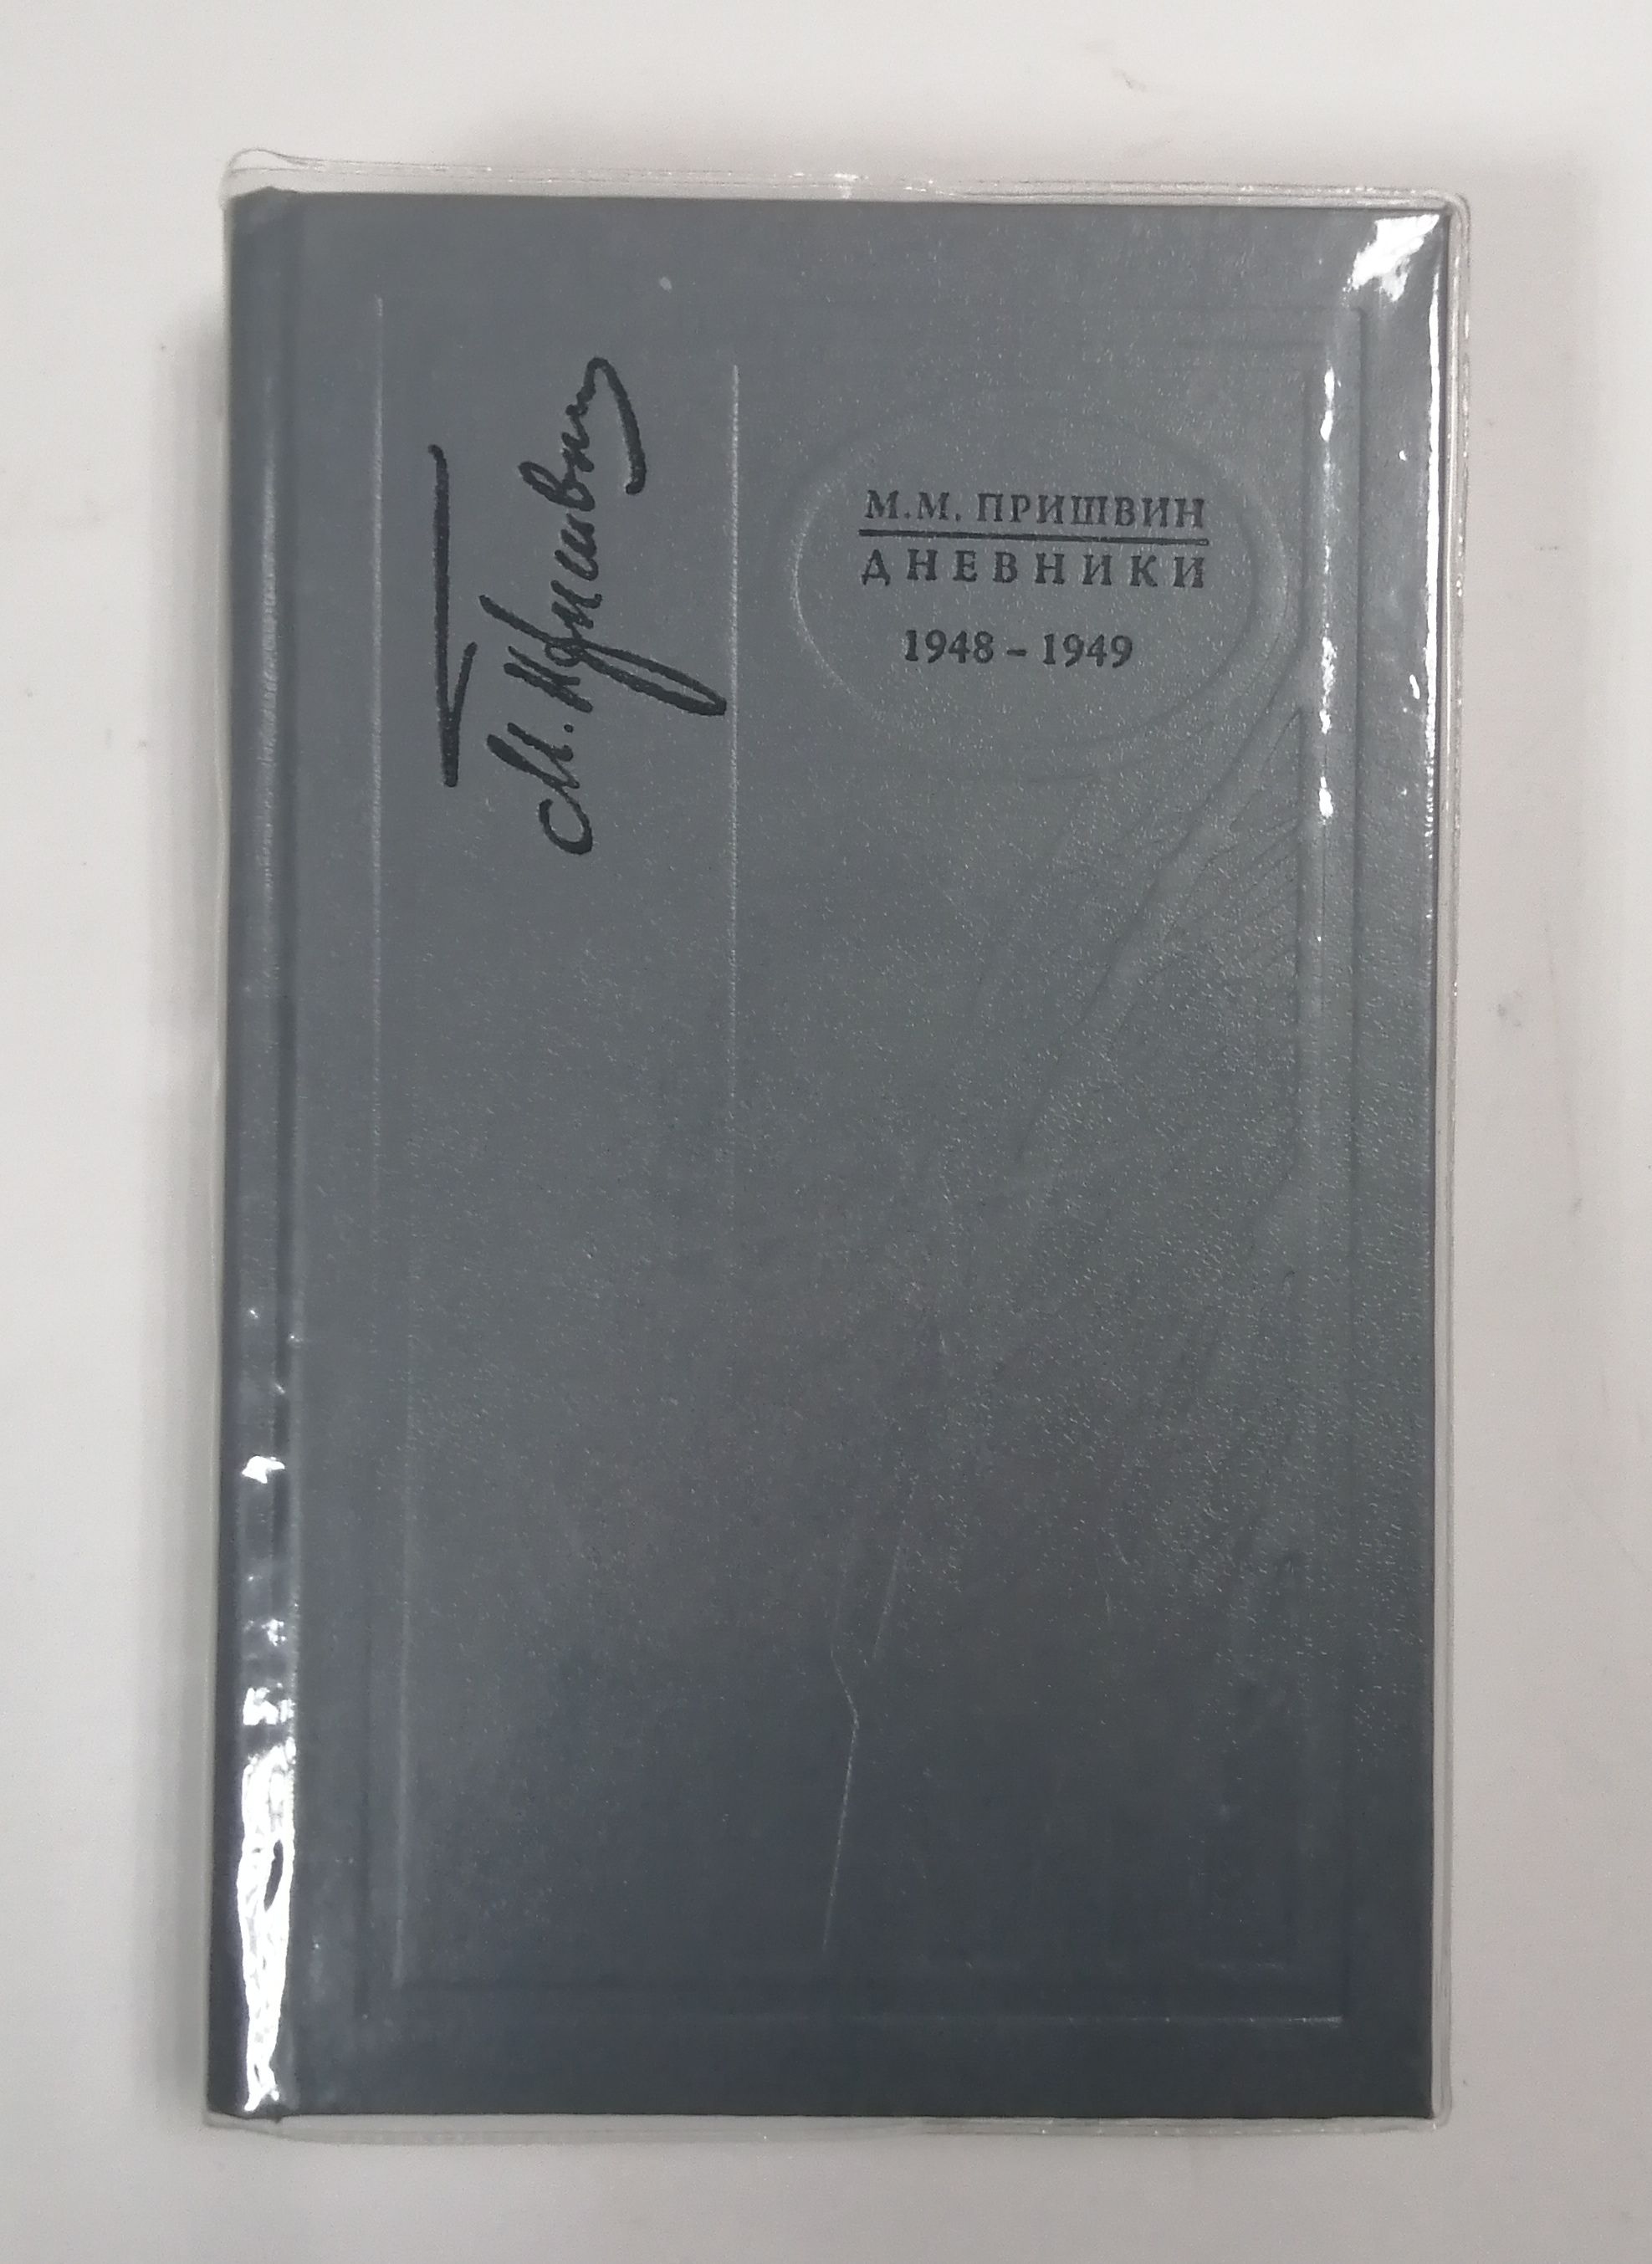 М. Пришвин
М.М. ПРИШВИН
ДНЕВНИКИ
1948 - 1949